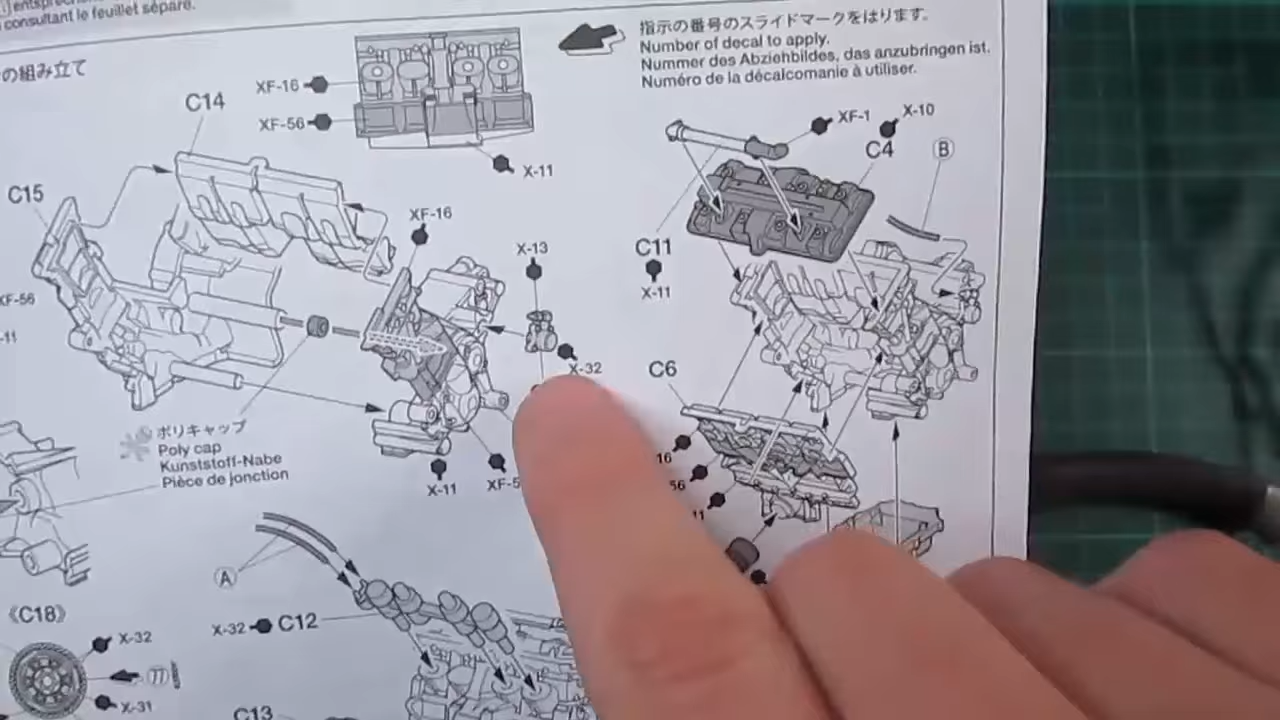 consultant le feuillet séparé.
の組み立て
指示の番号のスライドマークをはります。
Number of decal to apply.
Nummer des Abziehbildes, das anzubringen ist.
Numéro de la décalcomanie à utiliser.
XF-16
XF-56
X-11
C14
C15
XF-16
X-13
X-32
XF-1
X-10
C4
B
C11
X-11
C6
XF-56
ポリキャップ
Poly cap
Kunststoff-Nabe
Pièce de jonction
X-11
A
《C18》
X-32
77
X-31
X-32
C12
C13